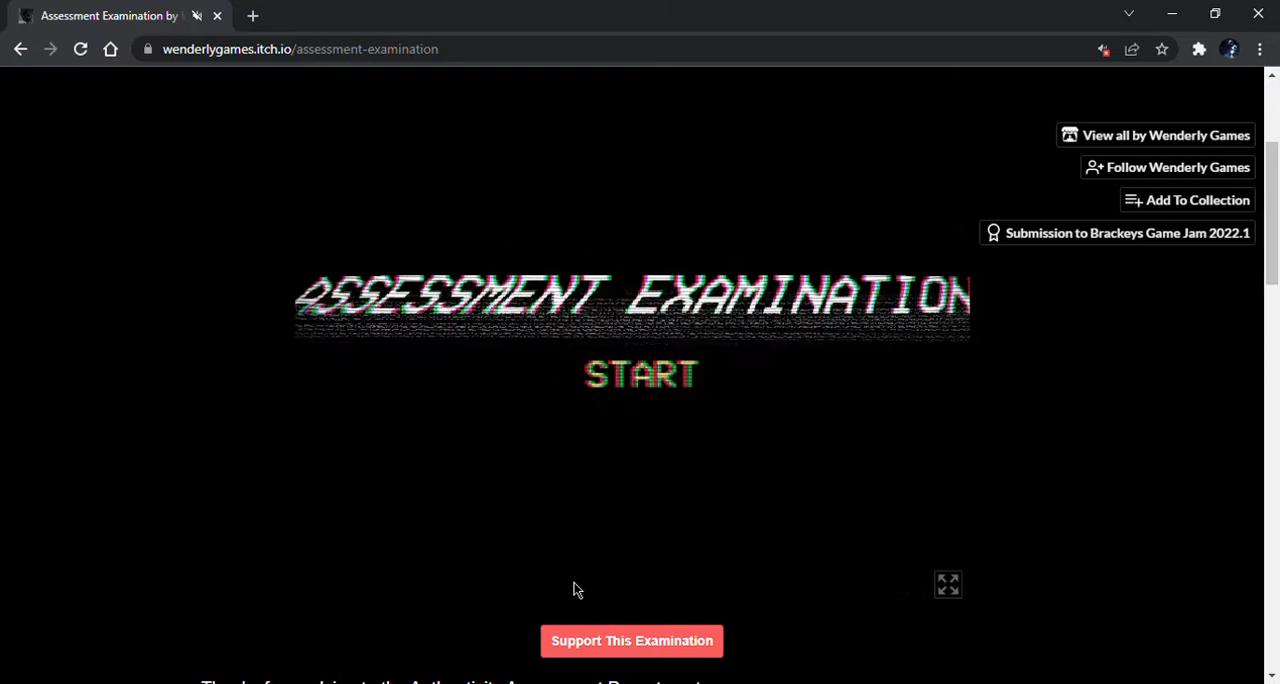 Assessment Examination by
wenderlygames.itch.io/assessment-examination
View all by Wenderly Games
Follow Wenderly Games
Add To Collection
Submission to Brackeys Game Jam 2022.1
ASSESSMENT EXAMINATION
START
Support This Examination